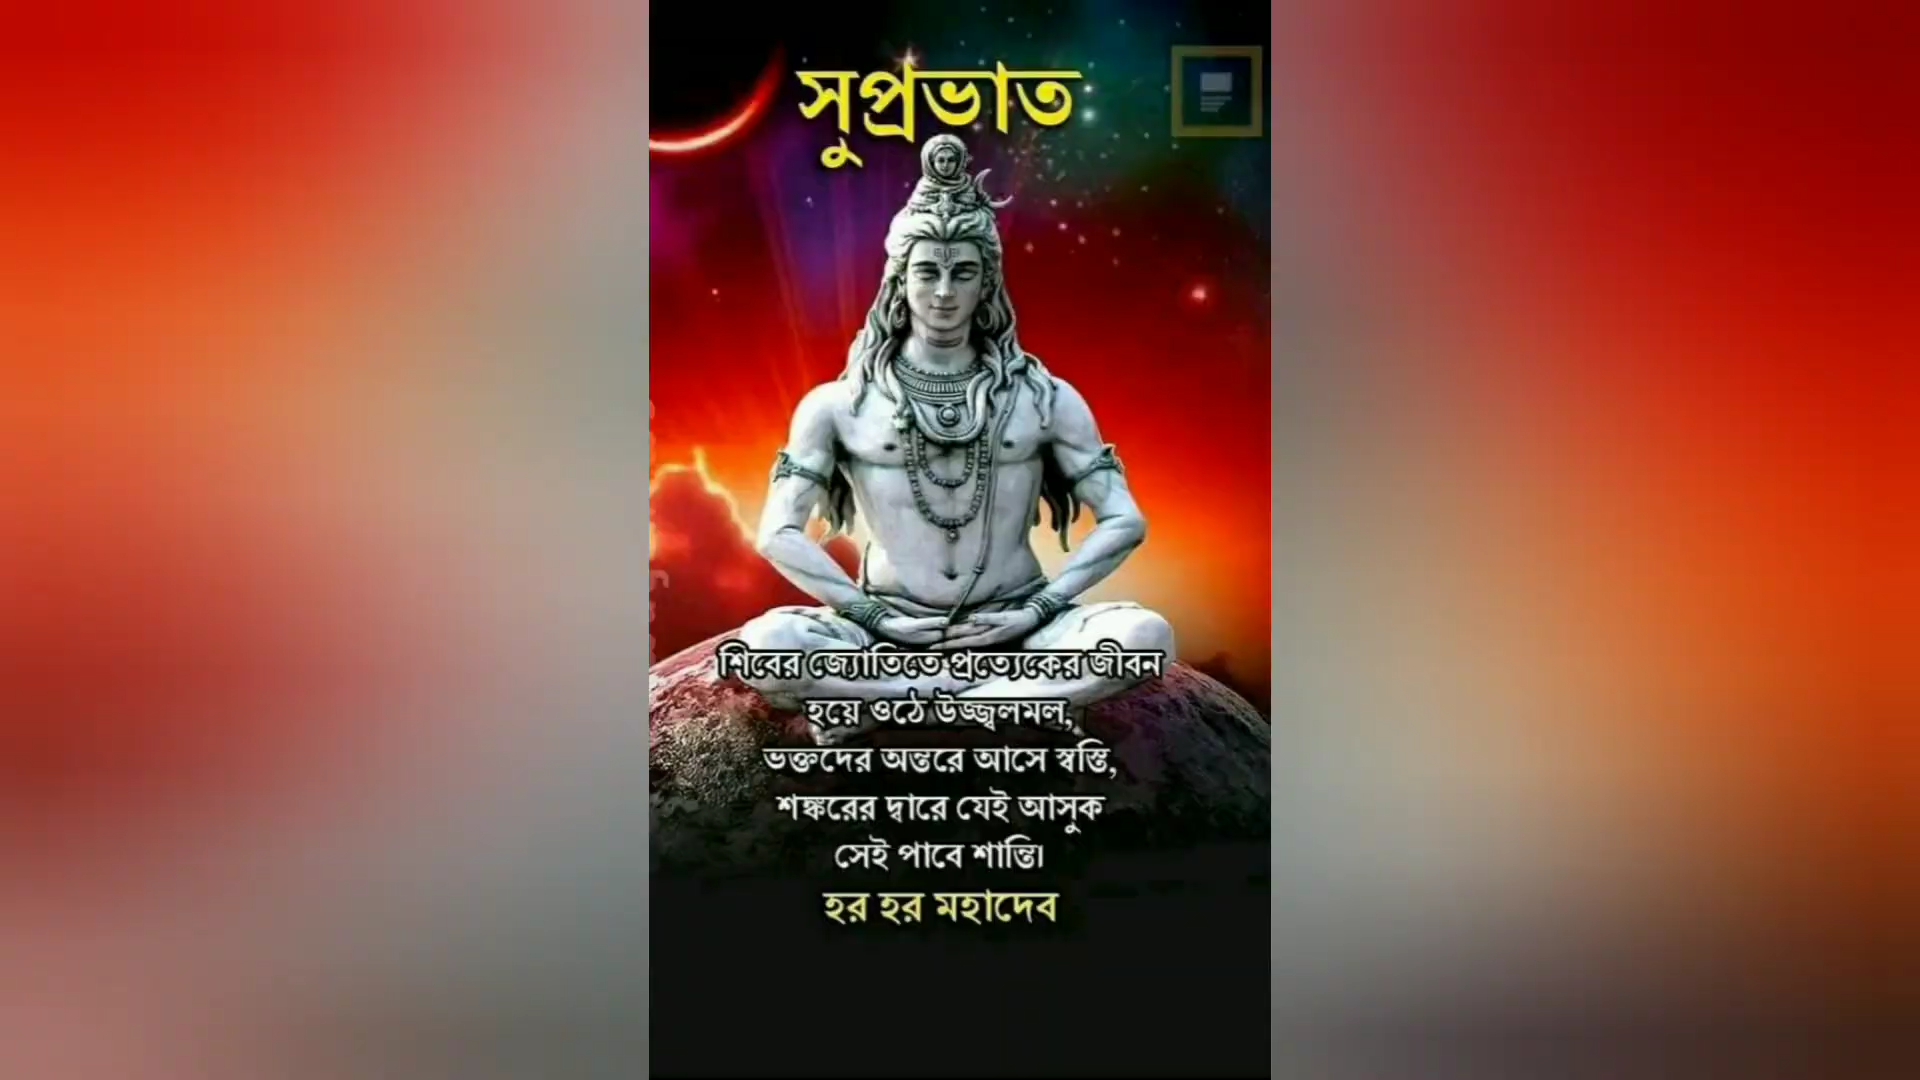 সুপ্রভাত
শিবের জ্যোতিতে প্রত্যেকের জীবন
হয়ে ওঠে উজ্জ্বলমল,
ভক্তদের অন্তরে আসে স্বস্তি,
শঙ্করের দ্বারে যেই আসুক
সেই পাবে শান্তি।
হর হর মহাদেব